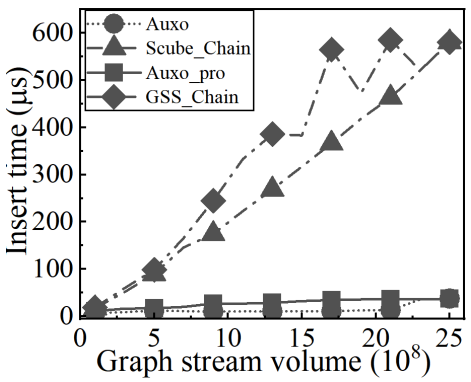 600
500
400
300
200
100
0
Insert time (μs)
Auxo
Scube_Chain
Auxo_pro
GSS_Chain
0 5 10 15 20 25
Graph stream volume (10⁸)